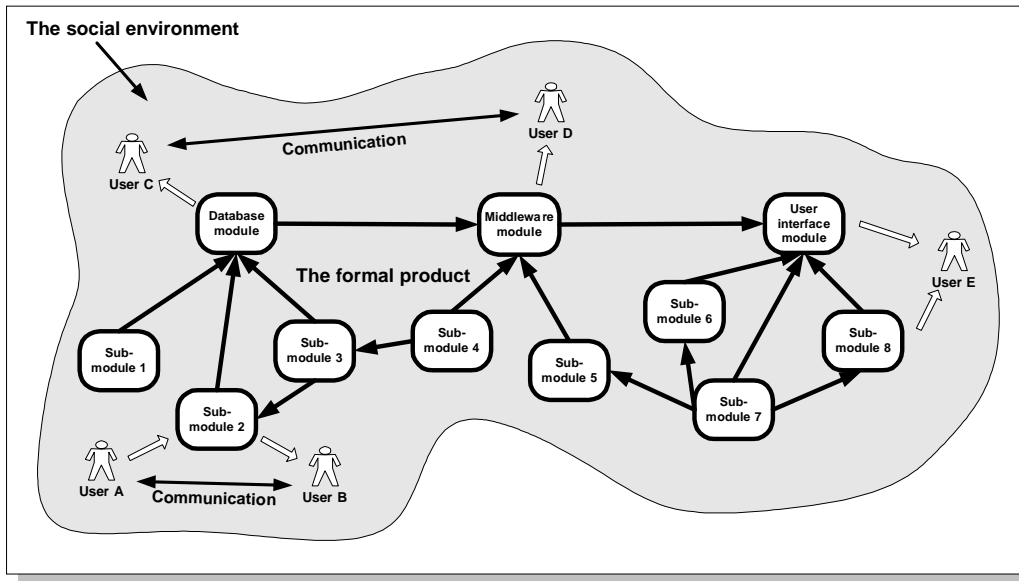 The social environment
User D
Communication
User C
Database
module
Middleware
module
User
interface
module
User E
The formal product
Sub-
module 6
Sub-
module 1
Sub-
module 3
Sub-
module 4
Sub-
module 8
Sub-
module 5
Sub-
module 2
Sub-
module 7
User A
Communication
User B